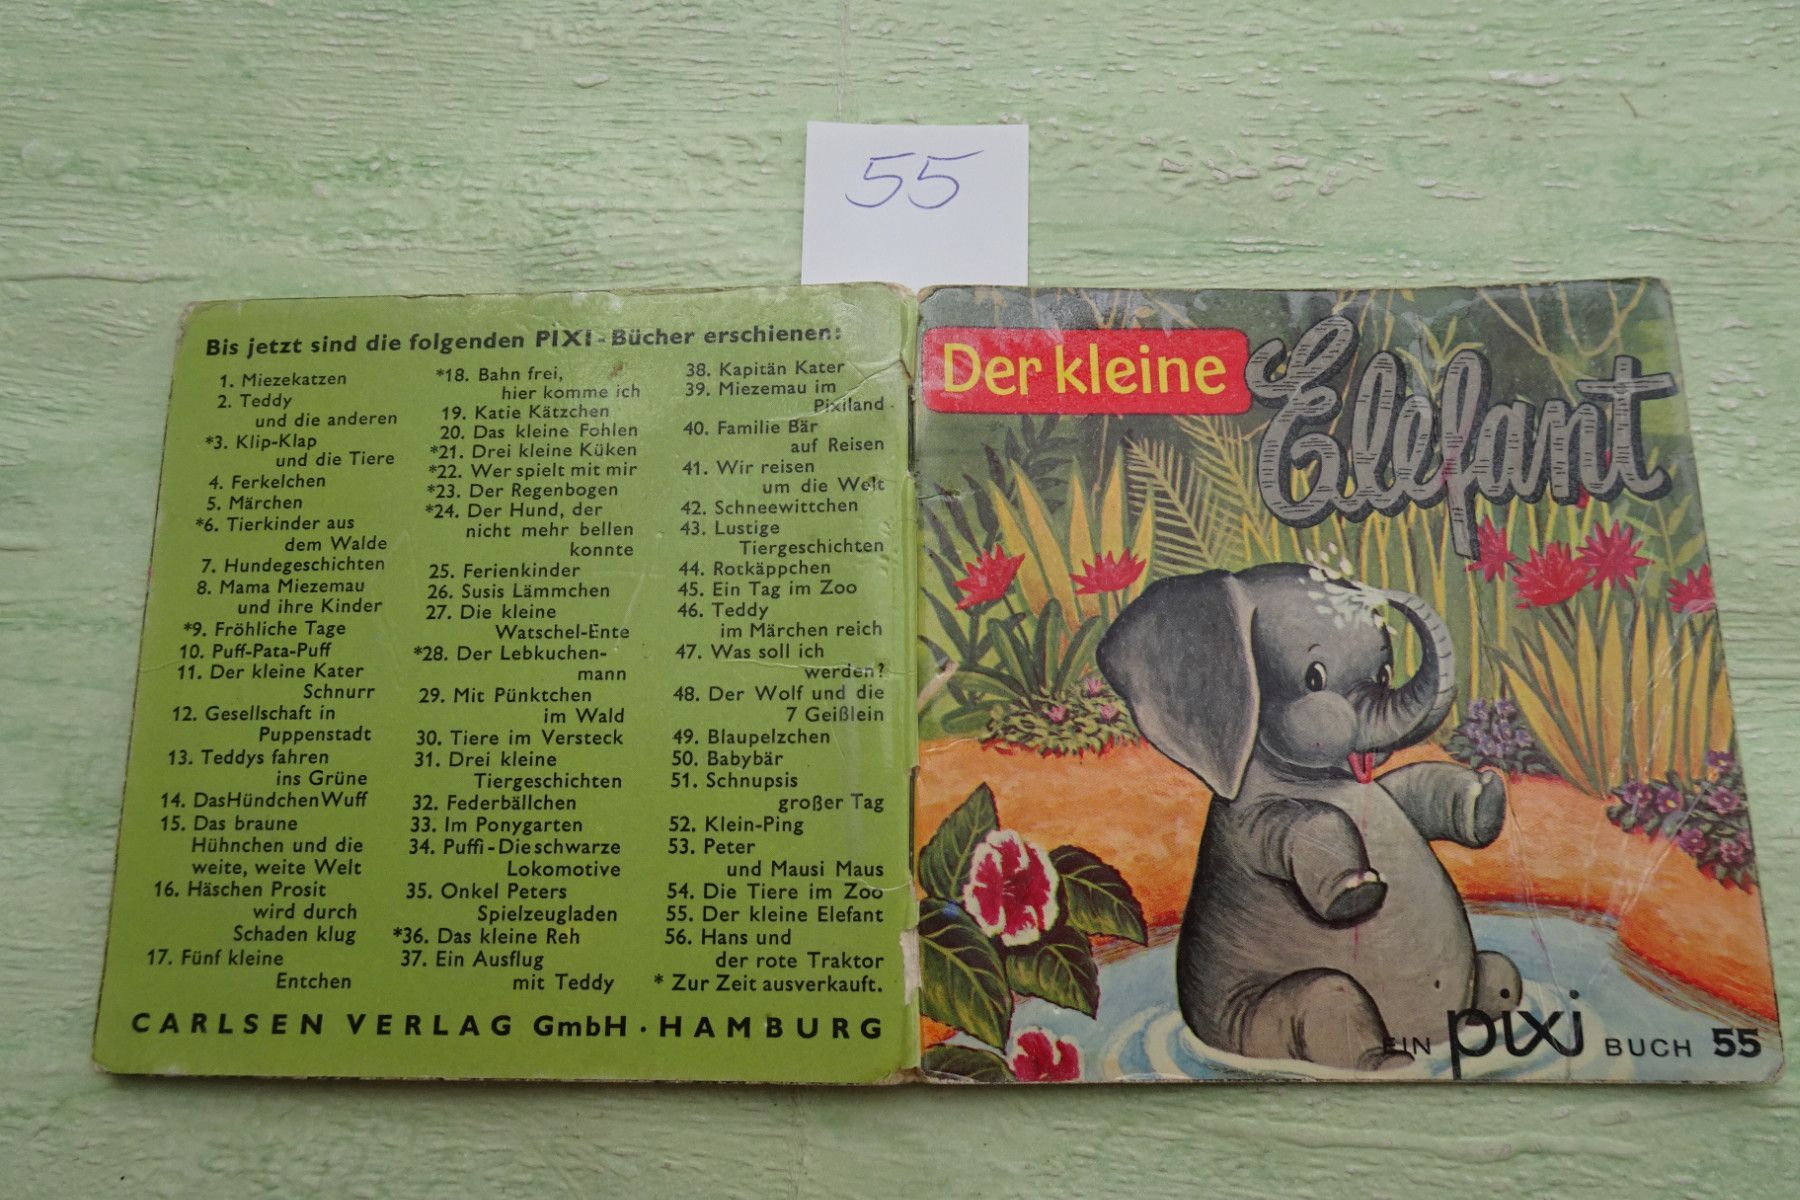 55
Bis jetzt sind die folgenden PIXI-Bücher erschienen:
1. Miezekatzen
2. Teddy
und die anderen
*3. Klip-Klap
und die Tiere
4. Ferkelchen
5. Märchen
*6. Tierkinder aus
dem Walde
7. Hundegeschichten
8. Mama Miezemau
und ihre Kinder
*9. Fröhliche Tage
10. Puff-Pata-Puff
11. Der kleine Kater
Schnurr
12. Gesellschaft in
Puppenstadt
13. Teddys fahren
ins Grüne
14. Das Hündchen Wuff
15. Das braune
Hühnchen und die
weite, weite Welt
16. Häschen Prosit
wird durch
Schaden klug
17. Fünf kleine
Entchen
*18. Bahn frei,
hier komme ich
19. Katie Kätzchen
20. Das kleine Fohlen
*21. Drei kleine Küken
*22. Wer spielt mit mir
*23. Der Regenbogen
*24. Der Hund, der
nicht mehr bellen
konnte
25. Ferienkinder
26. Susis Lämmchen
27. Die kleine
Watschel-Ente
*28. Der Lebkuchen-
mann
29. Mit Pünktchen
im Wald
30. Tiere im Versteck
31. Drei kleine
Tiergeschichten
32. Federbällchen
33. Im Ponygarten
34. Puffi-Die schwarze
Lokomotive
35. Onkel Peters
Spielzeugladen
*36. Das kleine Reh
37. Ein Ausflug
mit Teddy
38. Kapitän Kater
39. Miezemau im
Pixiland
40. Familie Bär
auf Reisen
41. Wir reisen
um die Welt
42. Schneewittchen
43. Lustige
Tiergeschichten
44. Rotkäppchen
45. Ein Tag im Zoo
46. Teddy
im Märchen reich
47. Was soll ich
werden?
48. Der Wolf und die
7 Geißlein
49. Blaupelzchen
50. Babybär
51. Schnupsis
großer Tag
52. Klein-Ping
53. Peter
und Mausi Maus
54. Die Tiere im Zoo
55. Der kleine Elefant
56. Hans und
der rote Traktor
* Zur Zeit ausverkauft.
CARLSEN VERLAG GmbH · HAMBURG
Der kleine
Elefant
EIN pixi BUCH 55